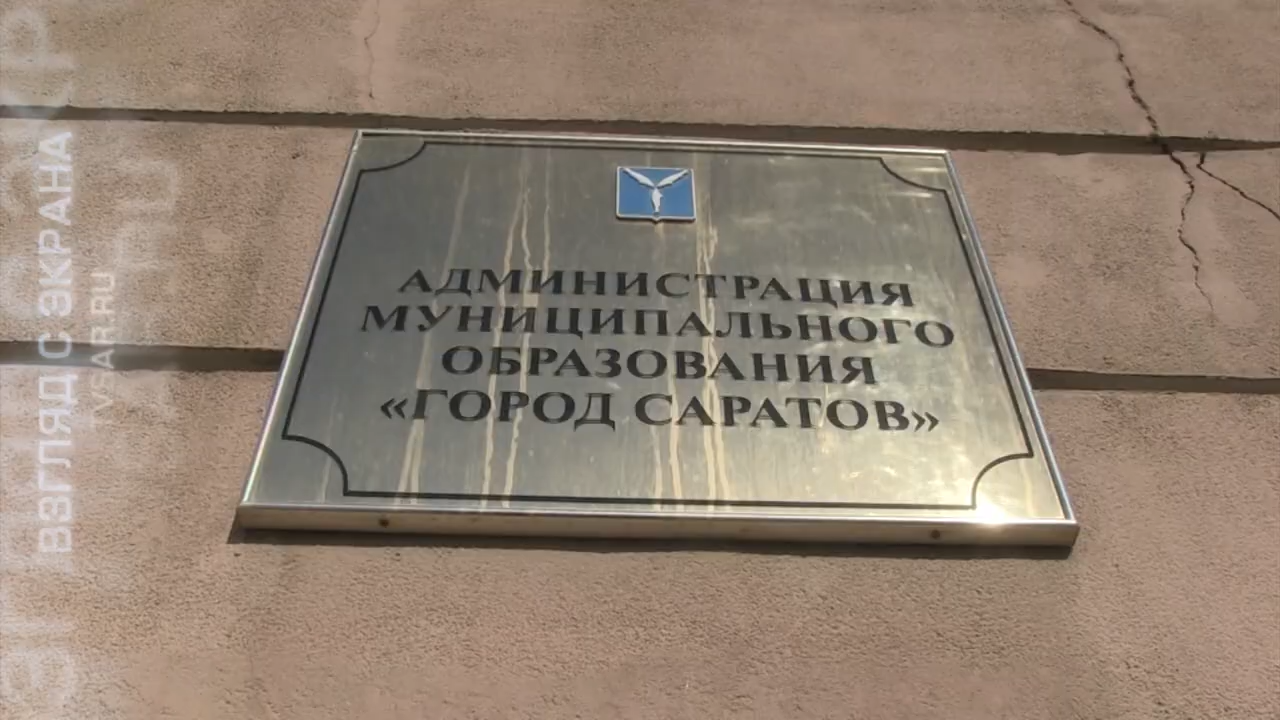 АДМИНИСТРАЦИЯ
МУНИЦИПАЛЬНОГО
ОБРАЗОВАНИЯ
«ГОРОД САРАТОВ»
ВЗГЛЯД С ЭКРАНА
TVSAR.RU